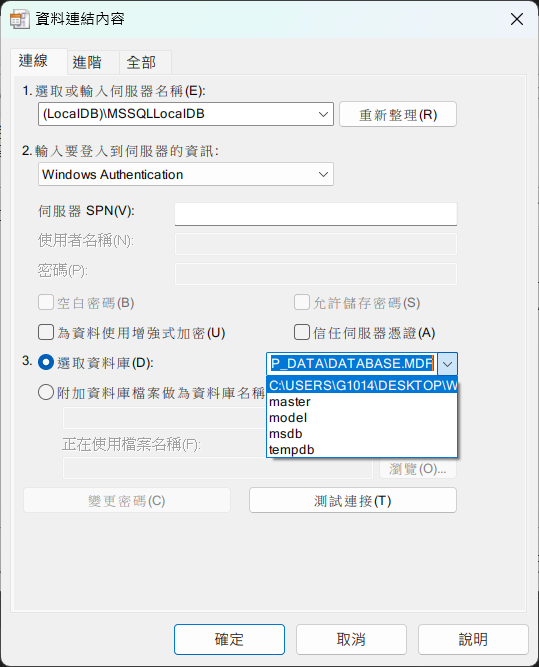 資料連結內容
連線 進階 全部
1. 選取或輸入伺服器名稱(E):
(LocalDB)\MSSQLLocalDB
重新整理(R)
2. 輸入要登入到伺服器的資訊:
Windows Authentication
伺服器 SPN(V):
使用者名稱(N):
密碼(P):
空白密碼(B) 允許儲存密碼(S)
為資料使用增強式加密(U) 信任伺服器憑證(A)
3. 選取資料庫(D): P_DATA\DATABASE.MDF
C:\USERS\G1014\DESKTOP\W
附加資料庫檔案做為資料庫名稱
master
model
msdb
正在使用檔案名稱(F):
tempdb
瀏覽(O)...
變更密碼(C) 測試連接(T)
確定 取消 說明